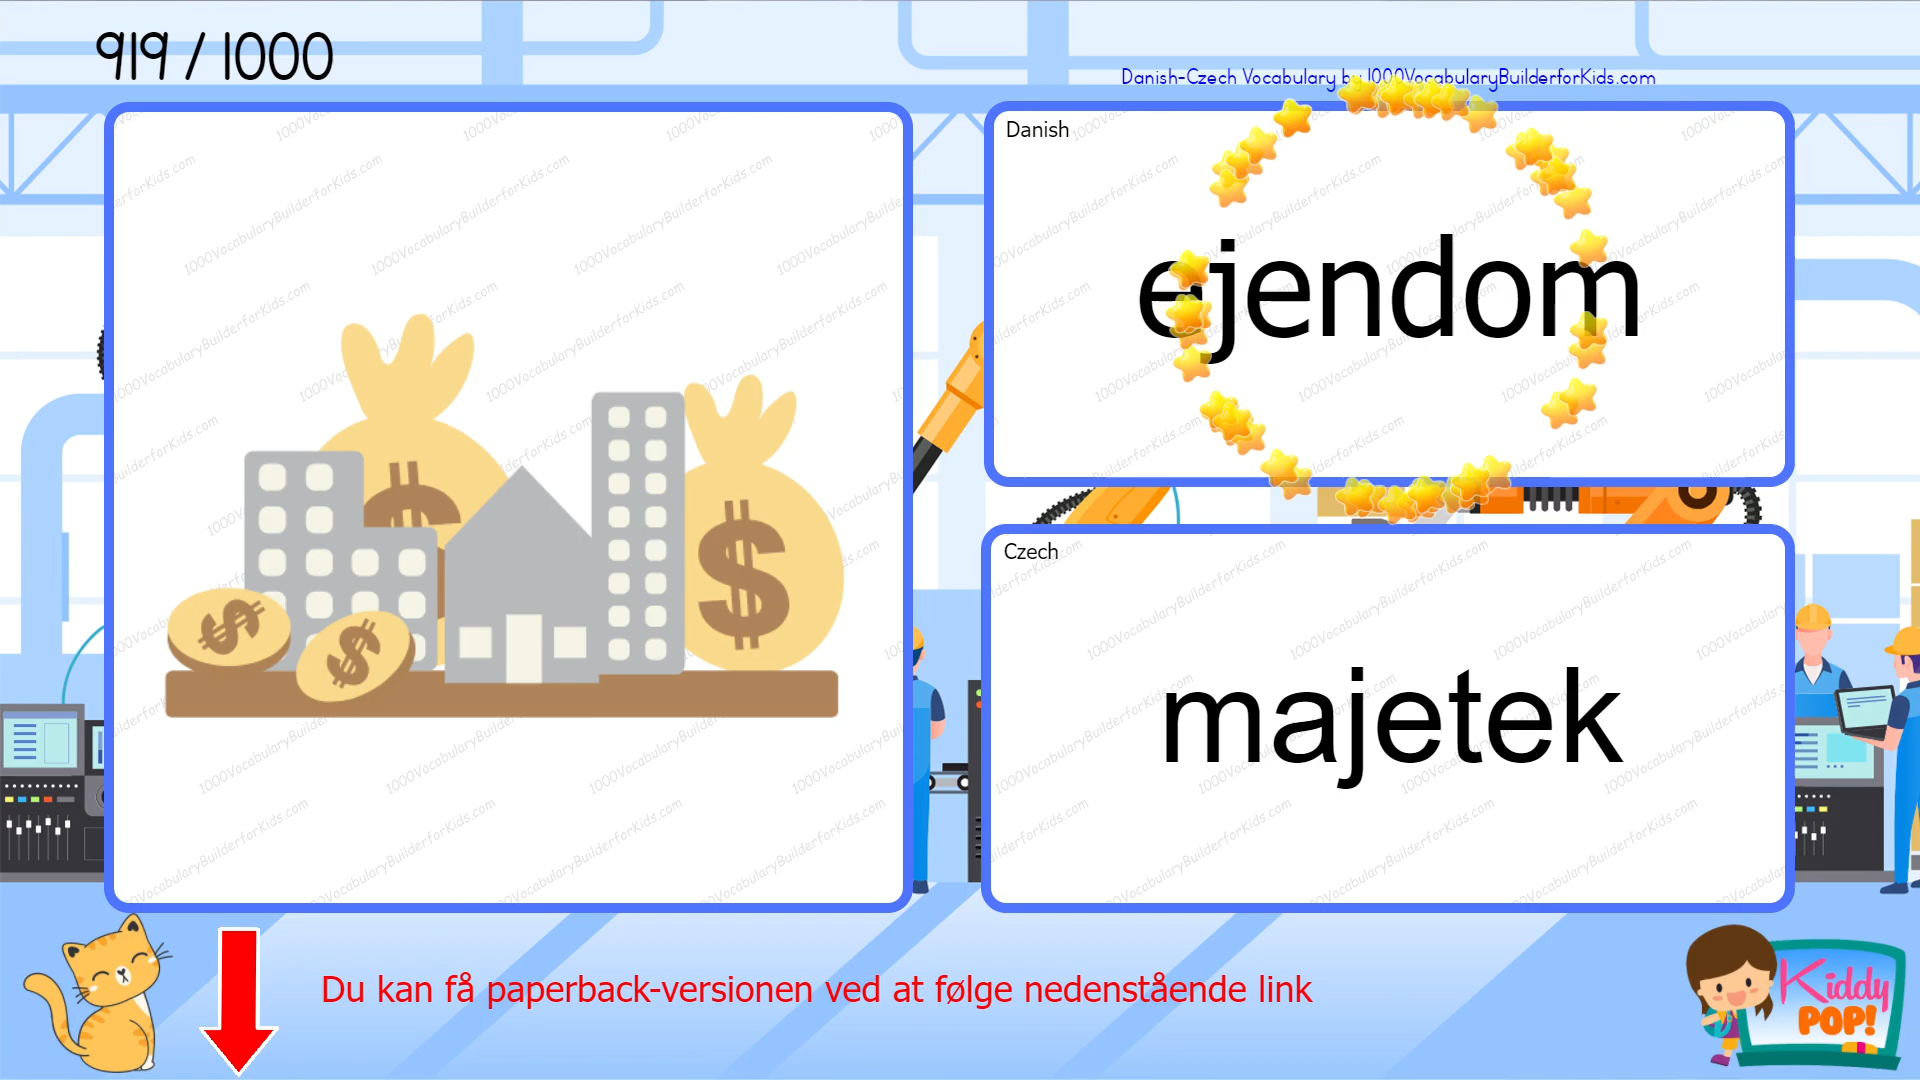 919 / 1000
Danish-Czech Vocabulary by 1000VocabularyBuilderforKids.com
Danish
ejendom
Czech
majetek
Du kan få paperback-versionen ved at følge nedenstående link
Kiddy
POP!